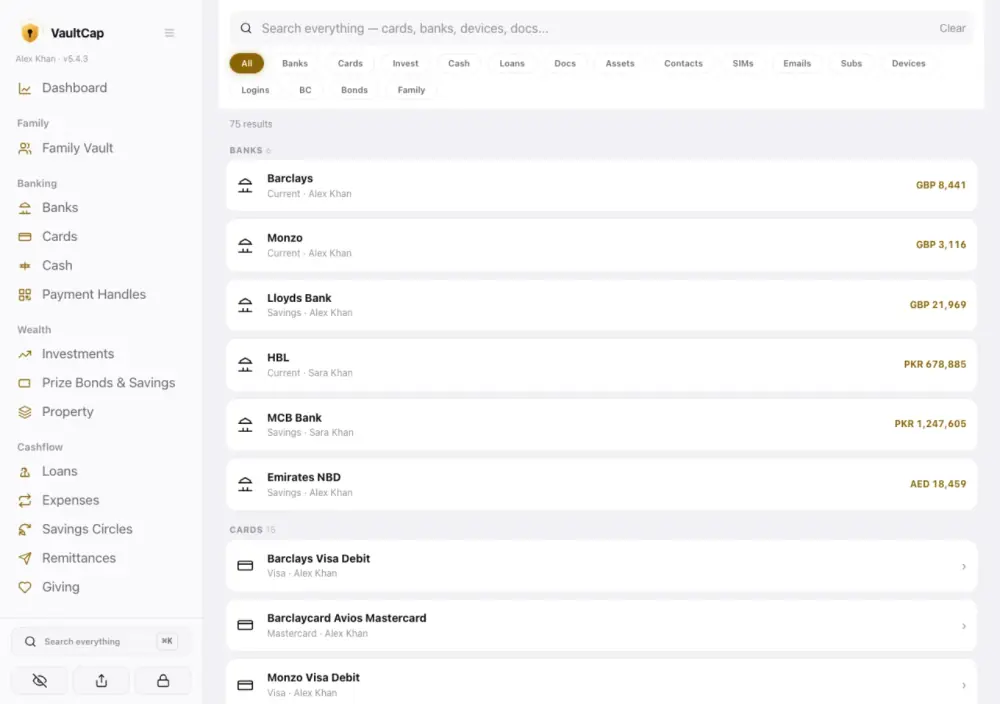 VaultCap
Alex Khan · v5.4.3
Dashboard
Family
Family Vault
Banking
Banks
Cards
Cash
Payment Handles
Wealth
Investments
Prize Bonds & Savings
Property
Cashflow
Loans
Expenses
Savings Circles
Remittances
Giving
Search everything ⌘K
Search everything — cards, banks, devices, docs... Clear
All Banks Cards Invest Cash Loans Docs Assets Contacts SIMs Emails Subs Devices
Logins BC Bonds Family
75 results
BANKS 6
Barclays
Current · Alex Khan
GBP 8,441
Monzo
Current · Alex Khan
GBP 3,116
Lloyds Bank
Savings · Alex Khan
GBP 21,969
HBL
Current · Sara Khan
PKR 678,885
MCB Bank
Savings · Sara Khan
PKR 1,247,605
Emirates NBD
Savings · Alex Khan
AED 18,459
CARDS 15
Barclays Visa Debit
Visa · Alex Khan
Barclaycard Avios Mastercard
Mastercard · Alex Khan
Monzo Visa Debit
Visa · Alex Khan